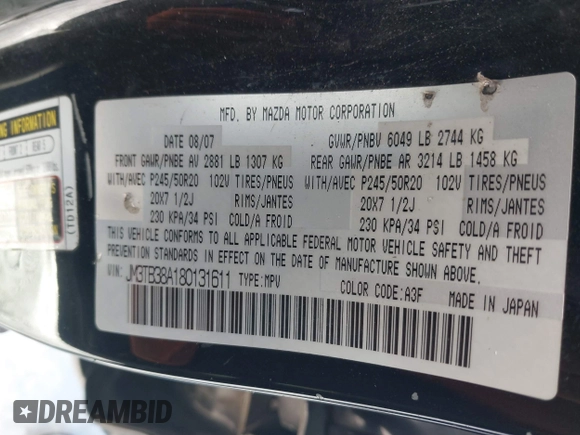 MFD. BY MAZDA MOTOR CORPORATION
DATE 08/07 GVWR/PNBV 6049 LB 2744 KG
FRONT GAWR/PNBE AV 2881 LB 1307 KG REAR GAWR/PNBE AR 3214 LB 1458 KG
WITH/AVEC P245/50R20 102V TIRES/PNEUS WITH/AVEC P245/50R20 102V TIRES/PNEUS
20X7 1/2J RIMS/JANTES 20X7 1/2J RIMS/JANTES
230 KPA/34 PSI COLD/A FROID 230 KPA/34 PSI COLD/A FROID
THIS VEHICLE CONFORMS TO ALL APPLICABLE FEDERAL MOTOR VEHICLE SAFETY AND THEFT
PREVENTION STANDARDS IN EFFECT ON THE DATE OF MANUFACTURE SHOWN ABOVE.
VIN: JM3TB38A180131611 TYPE: MPV COLOR CODE: A3F MADE IN JAPAN
NG INFORMATION
(TD12A)
DREAMBID